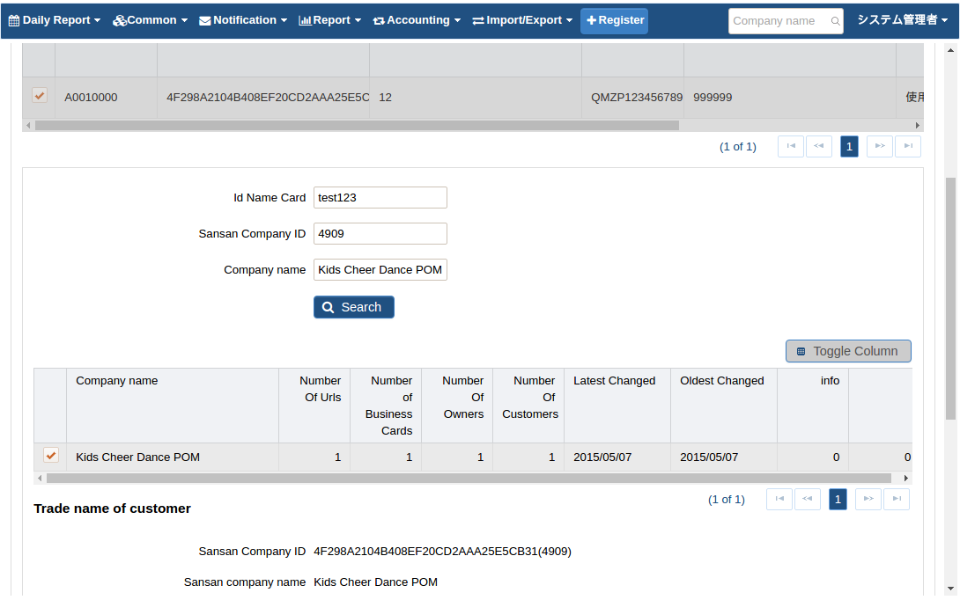 Daily Report Common Notification Report Accounting Import/Export + Register Company name システム管理者
A0010000 4F298A2104B408EF20CD2AAA25E5C 12 QMZP123456789 999999 使用
(1 of 1) 1
Id Name Card test123
Sansan Company ID 4909
Company name Kids Cheer Dance POM
Search
Toggle Column
Company name Number Of Urls Number of Business Cards Number Of Owners Number Of Customers Latest Changed Oldest Changed info
Kids Cheer Dance POM 1 1 1 1 2015/05/07 2015/05/07 0 0
(1 of 1) 1
Trade name of customer
Sansan Company ID 4F298A2104B408EF20CD2AAA25E5CB31(4909)
Sansan company name Kids Cheer Dance POM